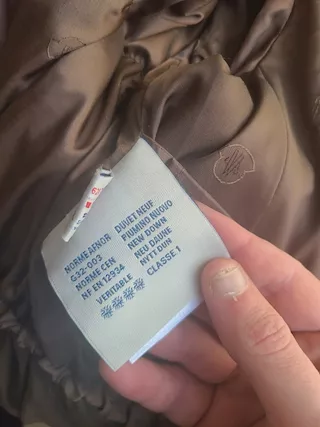 NORME AFNOR
G32-003
NORME CEN
NF EN 12934
VERITABLE
DUVET NEUF
PIUMINO NUOVO
NEW DOWN
NEU DAUNE
NYTT DUN
CLASSE 1